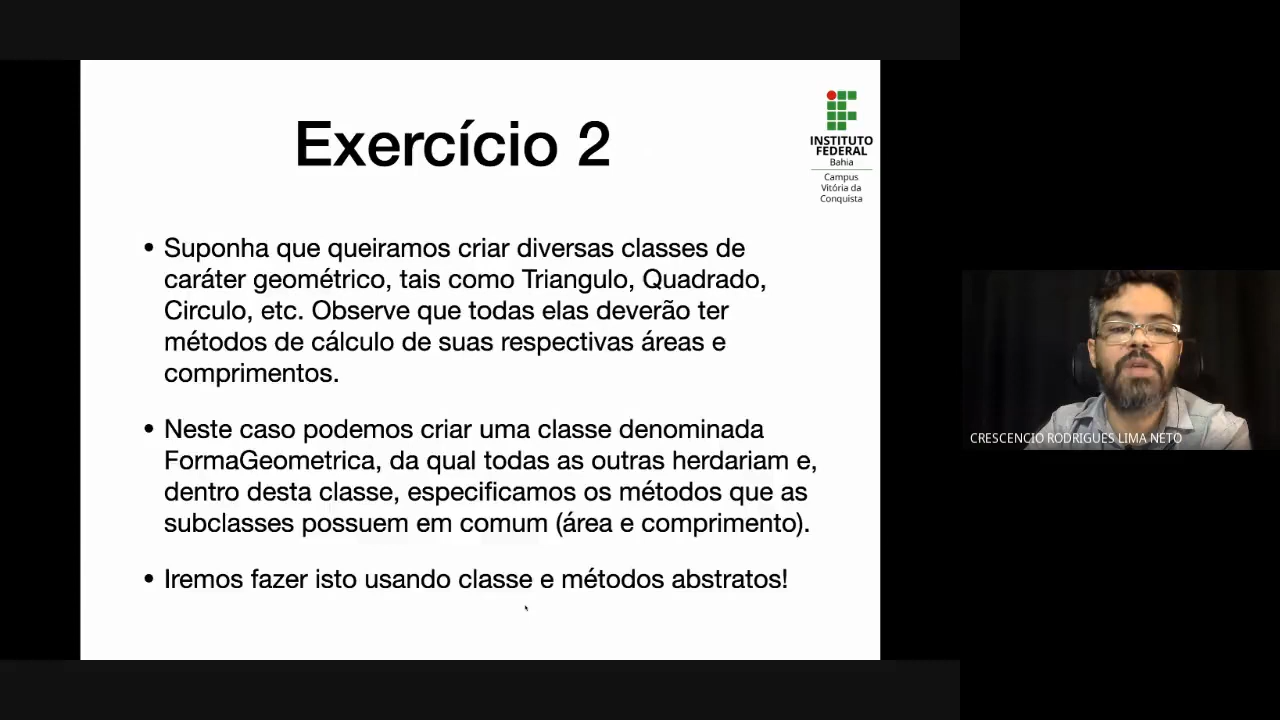 Exercício 2
INSTITUTO
FEDERAL
Bahia
Campus
Vitória da
Conquista
• Suponha que queiramos criar diversas classes de
caráter geométrico, tais como Triangulo, Quadrado,
Circulo, etc. Observe que todas elas deverão ter
métodos de cálculo de suas respectivas áreas e
comprimentos.
• Neste caso podemos criar uma classe denominada
FormaGeometrica, da qual todas as outras herdariam e,
dentro desta classe, especificamos os métodos que as
subclasses possuem em comum (área e comprimento).
• Iremos fazer isto usando classe e métodos abstratos!
CRESCENCIO RODRIGUES LIMA NETO